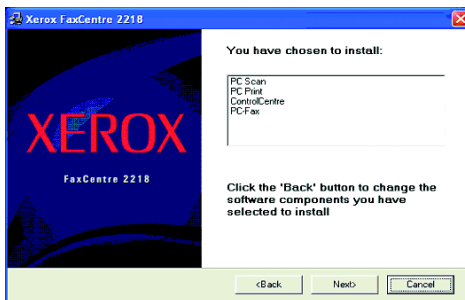 Xerox FaxCentre 2218
You have chosen to install:
PC Scan
PC Print
ControlCentre
PC-Fax
XEROX
FaxCentre 2218
Click the 'Back' button to change the
software components you have
selected to install
<Back
Next>
Cancel